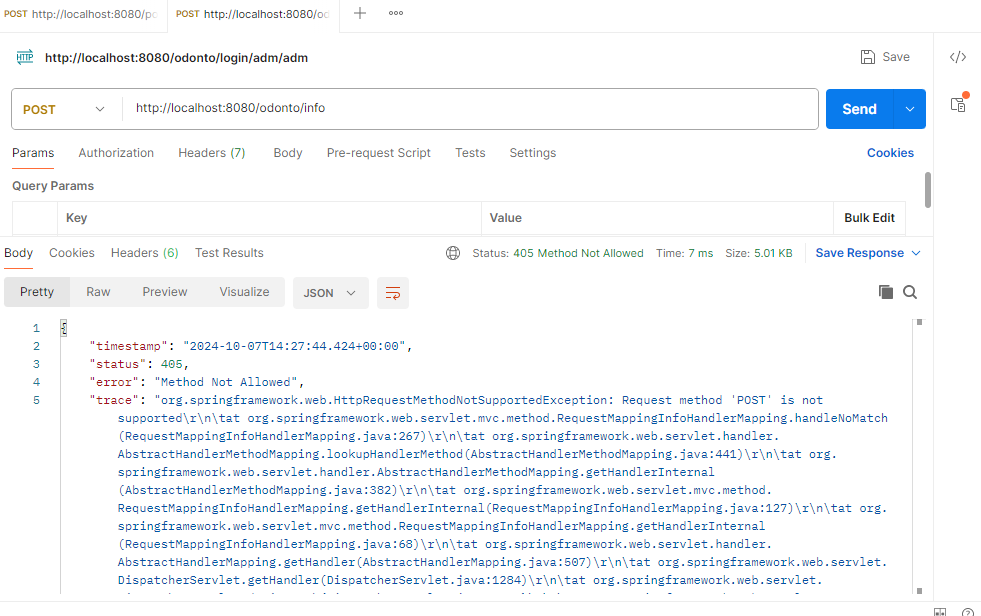 POST http://localhost:8080/po
POST http://localhost:8080/od
HTTP http://localhost:8080/odonto/login/adm/adm
Save
POST http://localhost:8080/odonto/info
Send
Params Authorization Headers (7) Body Pre-request Script Tests Settings Cookies
Query Params
Key Value Bulk Edit
Body Cookies Headers (6) Test Results Status: 405 Method Not Allowed Time: 7 ms Size: 5.01 KB Save Response
Pretty Raw Preview Visualize JSON
1 {
2 "timestamp": "2024-10-07T14:27:44.424+00:00",
3 "status": 405,
4 "error": "Method Not Allowed",
5 "trace": "org.springframework.web.HttpRequestMethodNotSupportedException: Request method 'POST' is not
supported\r\n\tat org.springframework.web.servlet.mvc.method.RequestMappingInfoHandlerMapping.handleNoMatch
(RequestMappingInfoHandlerMapping.java:267)\r\n\tat org.springframework.web.servlet.handler.
AbstractHandlerMethodMapping.lookupHandlerMethod(AbstractHandlerMethodMapping.java:441)\r\n\tat org.
springframework.web.servlet.handler.AbstractHandlerMethodMapping.getHandlerInternal
(AbstractHandlerMethodMapping.java:382)\r\n\tat org.springframework.web.servlet.mvc.method.
RequestMappingInfoHandlerMapping.getHandlerInternal(RequestMappingInfoHandlerMapping.java:127)\r\n\tat org.
springframework.web.servlet.mvc.method.RequestMappingInfoHandlerMapping.getHandlerInternal
(RequestMappingInfoHandlerMapping.java:68)\r\n\tat org.springframework.web.servlet.handler.
AbstractHandlerMapping.getHandler(AbstractHandlerMapping.java:507)\r\n\tat org.springframework.web.servlet.
DispatcherServlet.getHandler(DispatcherServlet.java:1284)\r\n\tat org.springframework.web.servlet.